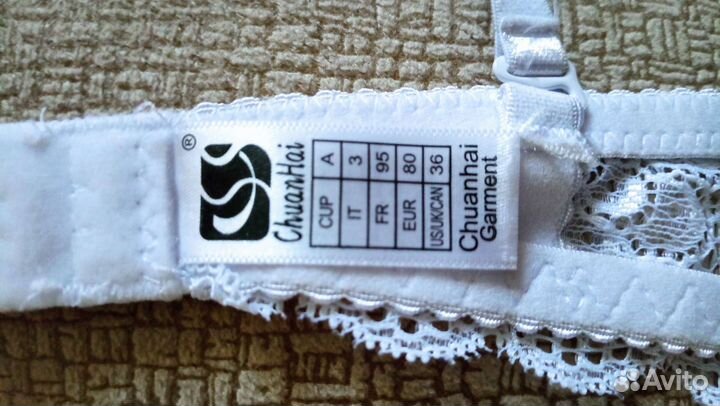 ®
ChuanHai
CUP A
IT 3
FR 95
EUR 80
US/UK/CAN 36
Chuanhai
Garment
Avito